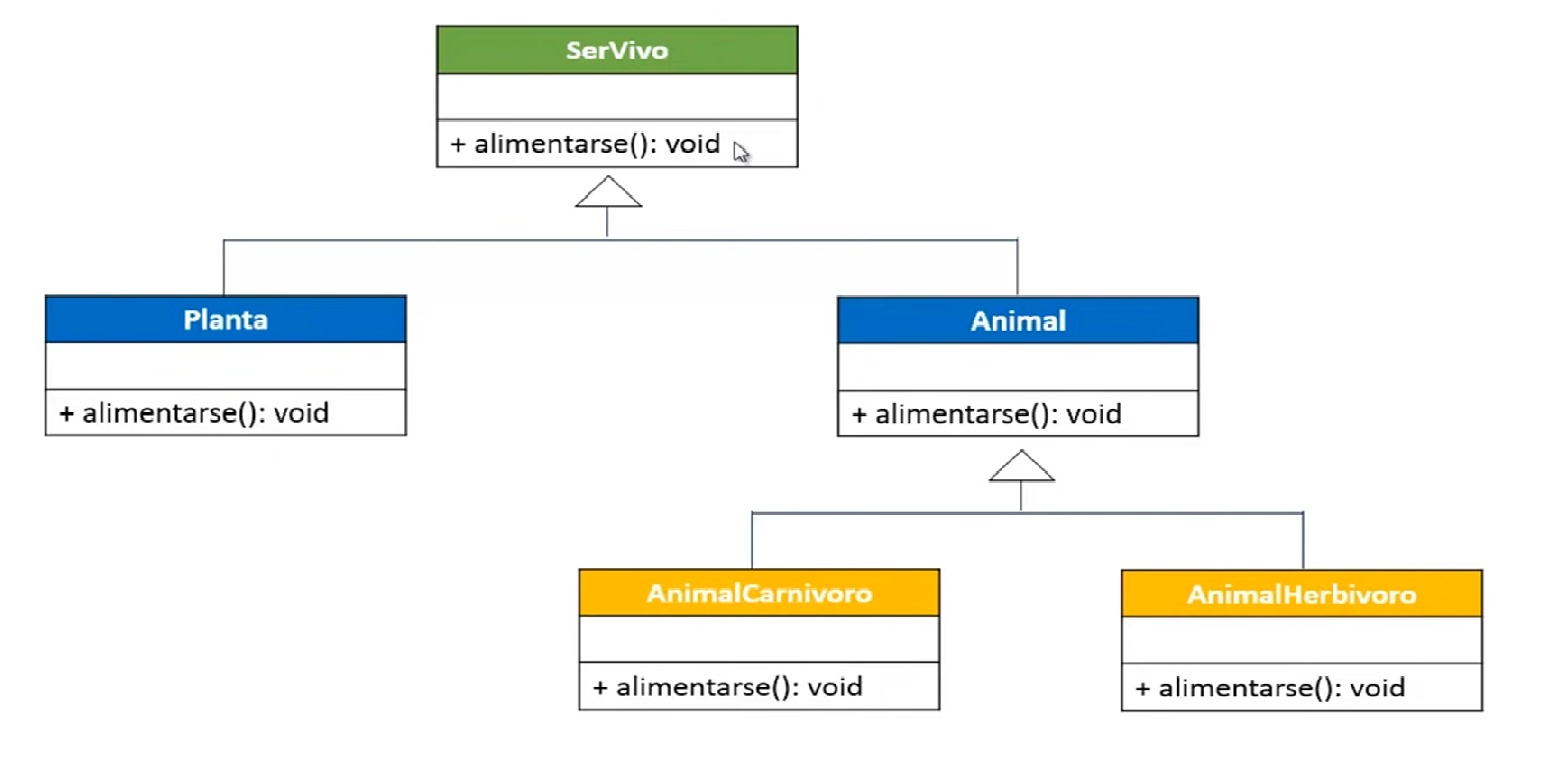 SerVivo
+ alimentarse(): void
Planta
+ alimentarse(): void
Animal
+ alimentarse(): void
AnimalCarnivoro
+ alimentarse(): void
AnimalHerbivoro
+ alimentarse(): void